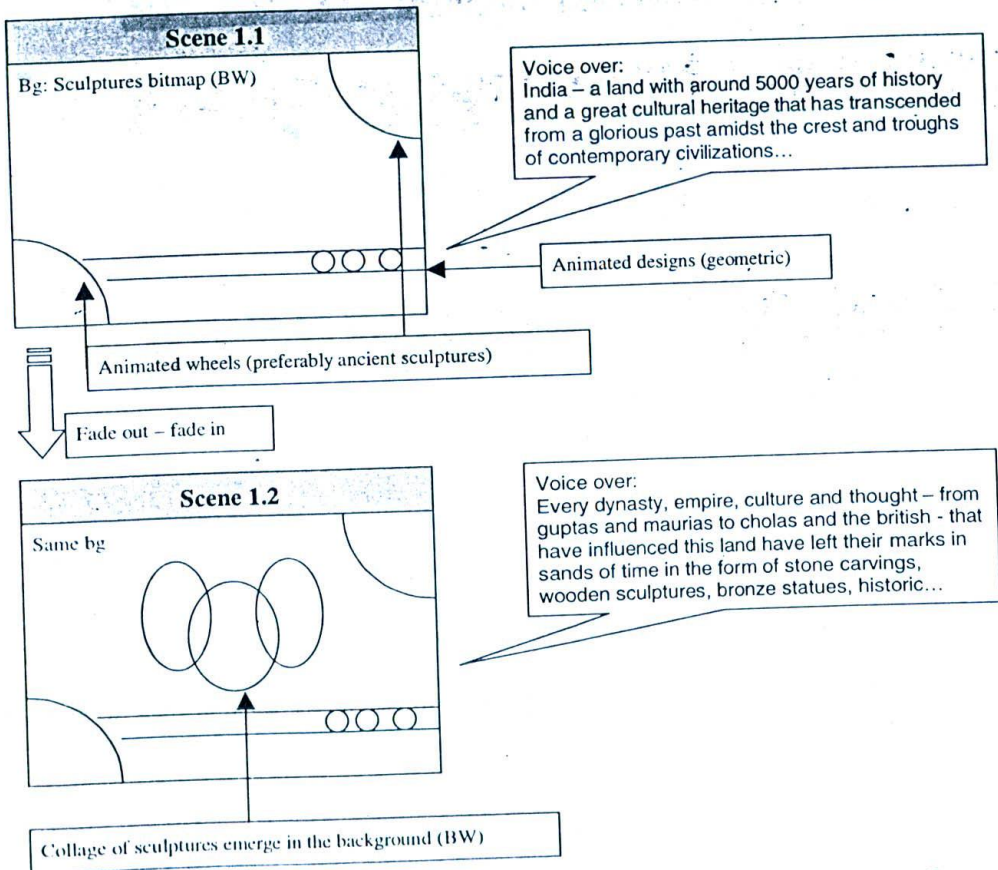 Scene 1.1
Bg: Sculptures bitmap (BW)
Voice over:
India – a land with around 5000 years of history
and a great cultural heritage that has transcended
from a glorious past amidst the crest and troughs
of contemporary civilizations...
Animated designs (geometric)
Animated wheels (preferably ancient sculptures)
Fade out – fade in
Scene 1.2
Same bg
Voice over:
Every dynasty, empire, culture and thought – from
guptas and maurias to cholas and the british - that
have influenced this land have left their marks in
sands of time in the form of stone carvings,
wooden sculptures, bronze statues, historic...
Collage of sculptures emerge in the background (BW)